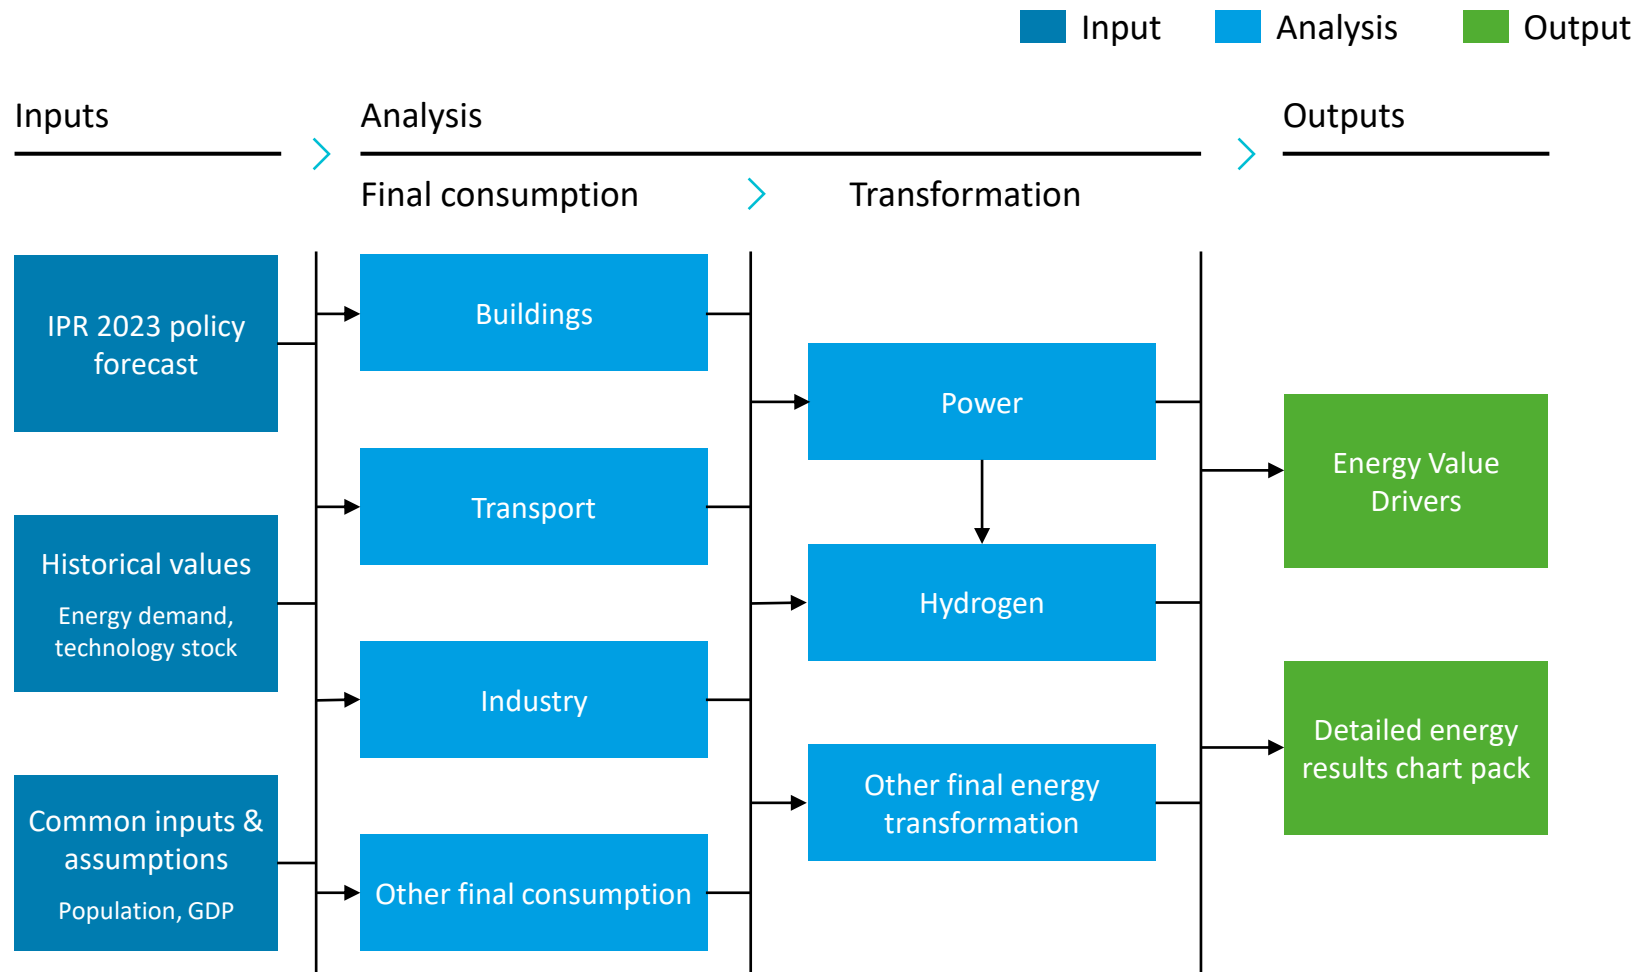 Input
Analysis
Output
Inputs
Analysis
Outputs
Final consumption
Transformation
IPR 2023 policy
forecast
Historical values
Energy demand,
technology stock
Common inputs &
assumptions
Population, GDP
Buildings
Transport
Industry
Other final consumption
Power
Hydrogen
Other final energy
transformation
Energy Value
Drivers
Detailed energy
results chart pack